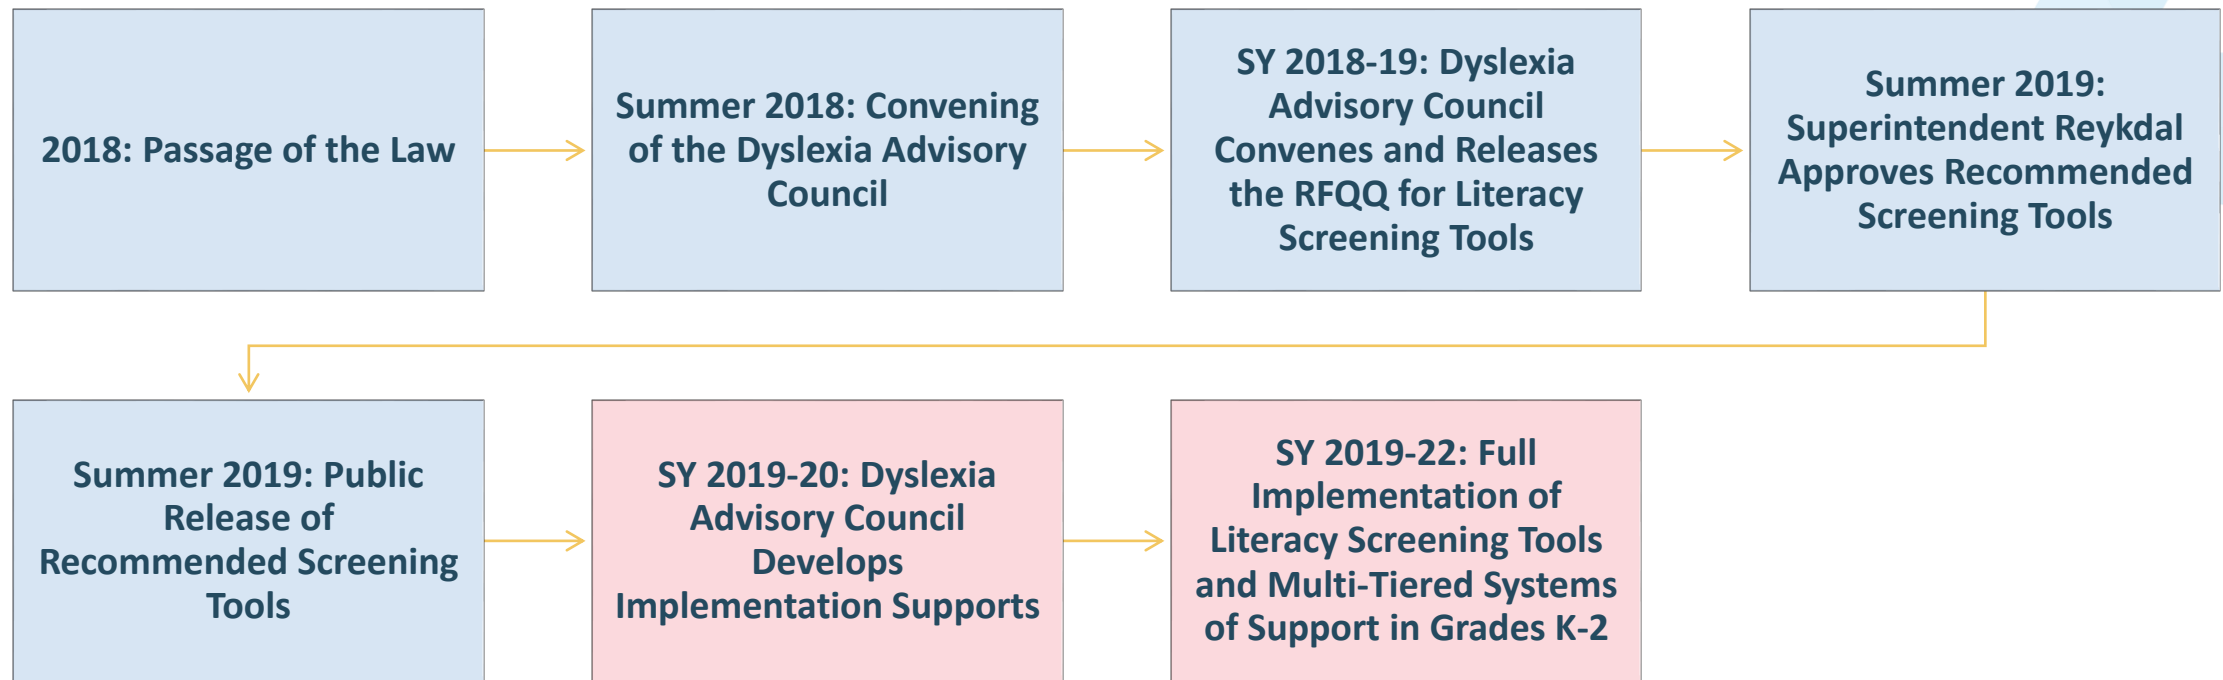 2018: Passage of the Law
Summer 2018: Convening
of the Dyslexia Advisory
Council
SY 2018-19: Dyslexia
Advisory Council
Convenes and Releases
the RFQQ for Literacy
Screening Tools
Summer 2019:
Superintendent Reykdal
Approves Recommended
Screening Tools
Summer 2019: Public
Release of
Recommended Screening
Tools
SY 2019-20: Dyslexia
Advisory Council
Develops
Implementation Supports
SY 2019-22: Full
Implementation of
Literacy Screening Tools
and Multi-Tiered Systems
of Support in Grades K-2